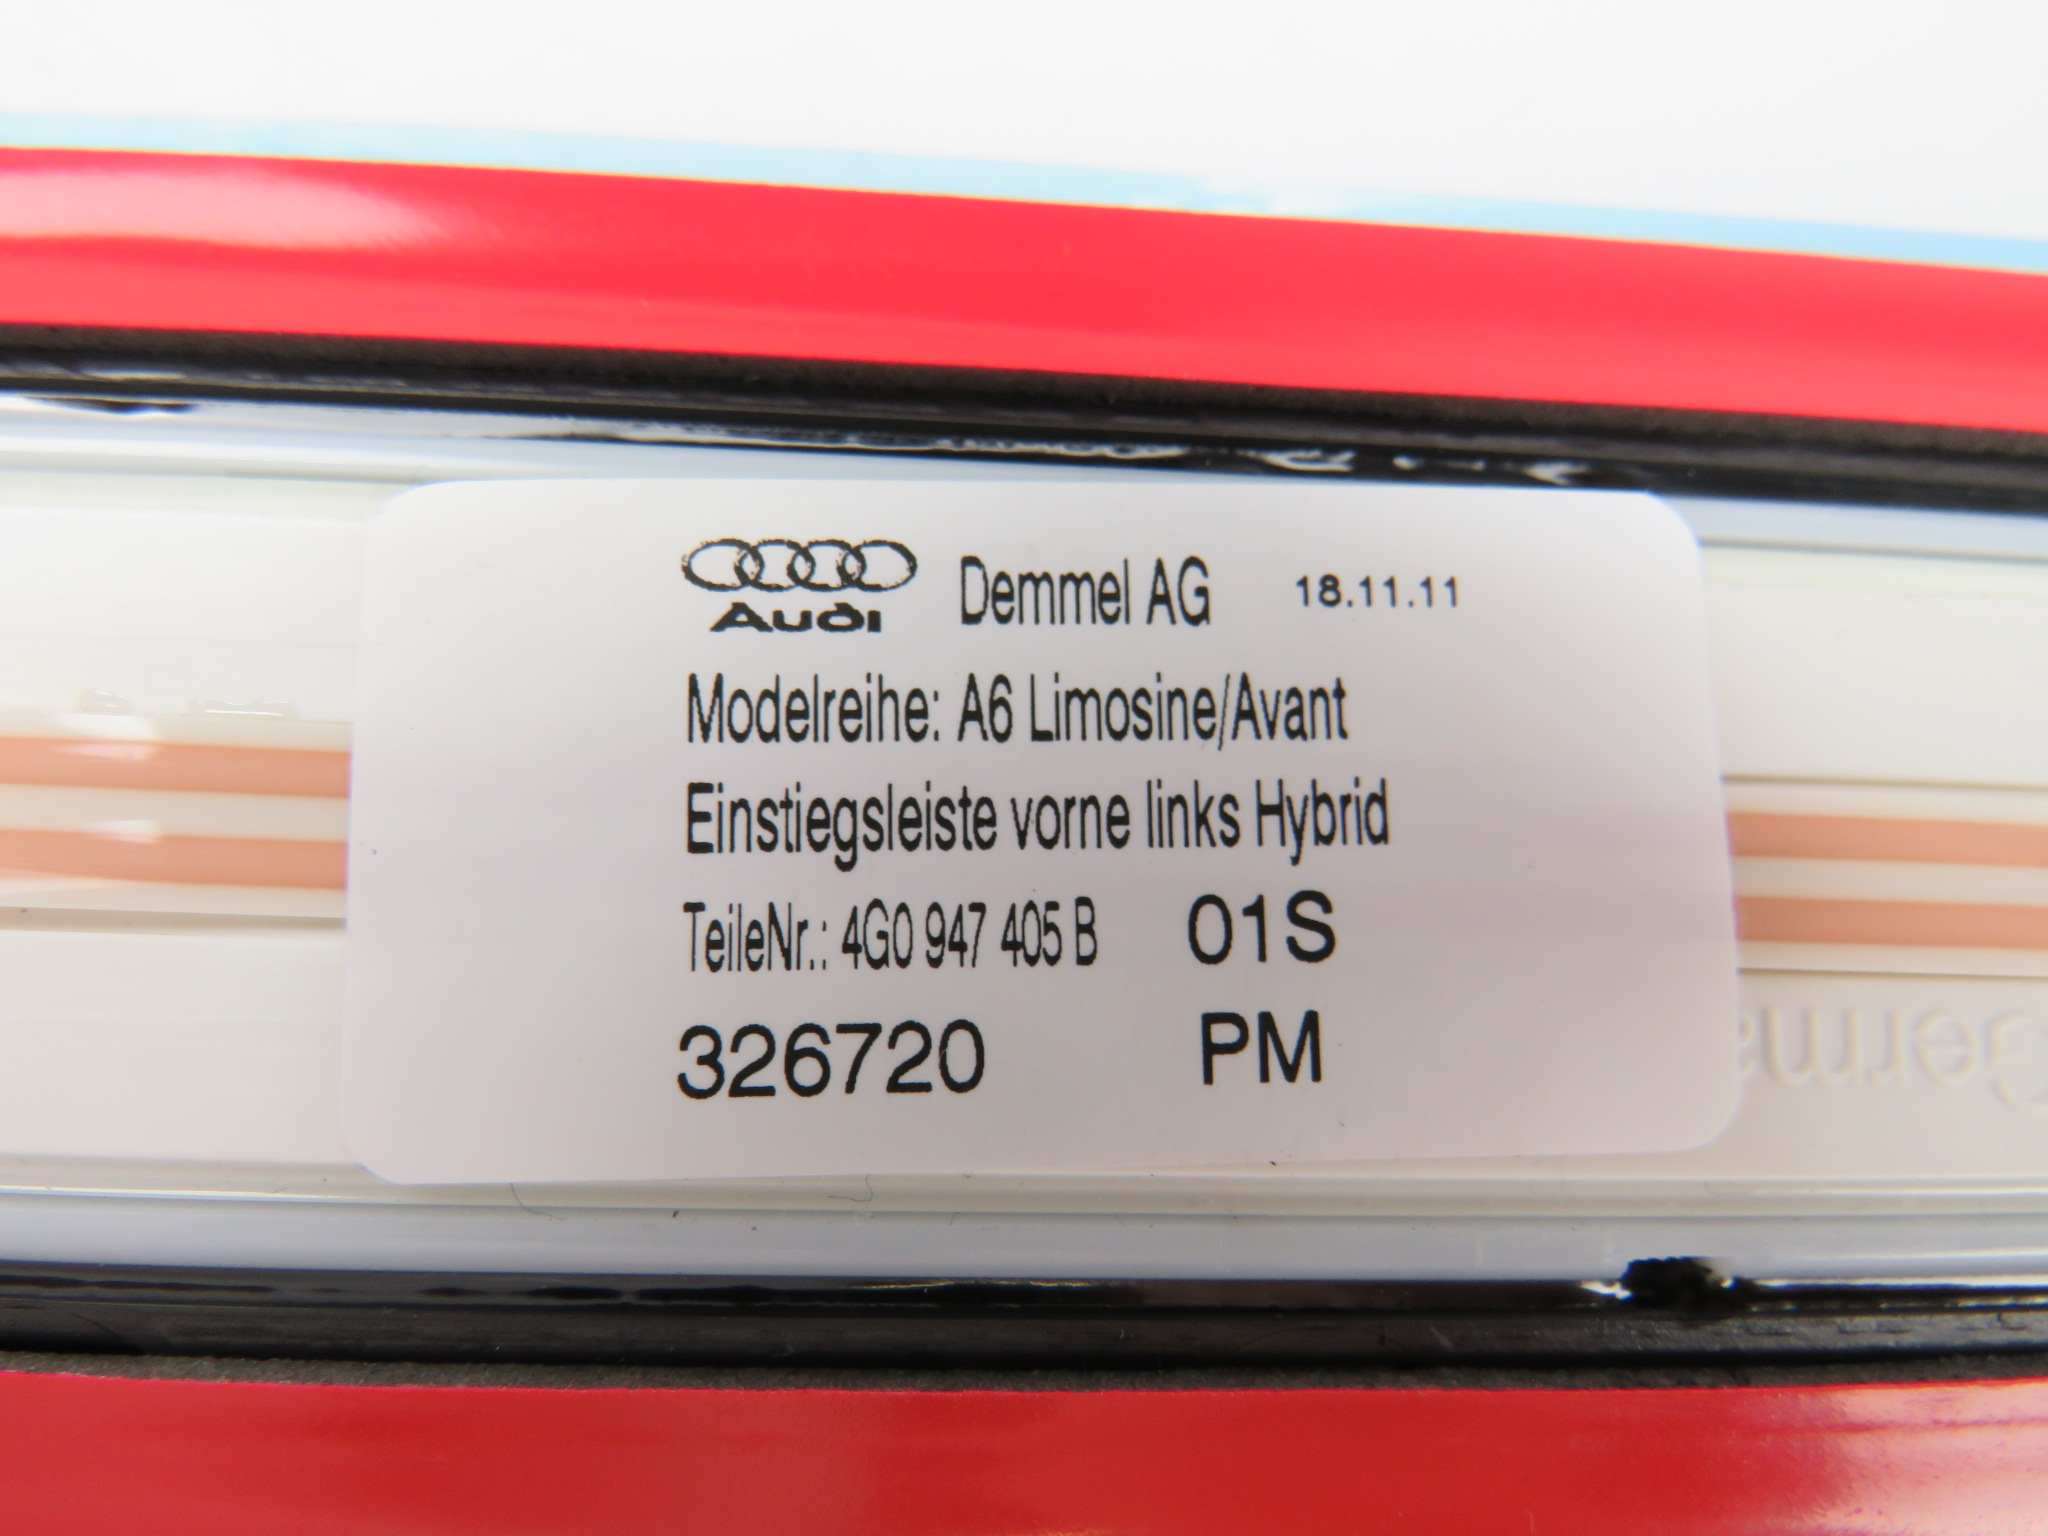 Audi Demmel AG 18.11.11
Modelreihe: A6 Limosine/Avant
Einstiegsleiste vorne links Hybrid
TeileNr.: 4G0 947 405 B 01S
326720 PM